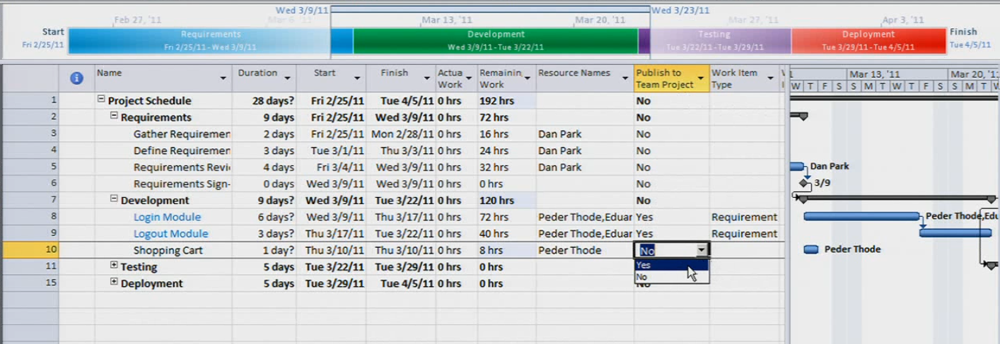 Wed 3/9/11 Wed 3/23/11
Feb 27, '11 Mar 6, '11 Mar 13, '11 Mar 20, '11 Mar 27, '11 Apr 3, '11
Start Requirements Development Testing Deployment Finish
Fri 2/25/11 Fri 2/25/11 - Wed 3/9/11 Wed 3/9/11 - Tue 3/22/11 Tue 3/22/11 - Tue 3/29/11 Tue 3/29/11 - Tue 4/5/11 Tue 4/5/11
Name Duration Start Finish Actua Remainin Resource Names Publish to Work Item Mar 13, '11 Mar 20, '1
Work Work Team Project Type W T F S S M T W T F S S M T W
1 Project Schedule 28 days? Fri 2/25/11 Tue 4/5/11 0 hrs 192 hrs No
2 Requirements 9 days Fri 2/25/11 Wed 3/9/11 0 hrs 72 hrs No
3 Gather Requiremen 2 days Fri 2/25/11 Mon 2/28/11 0 hrs 16 hrs Dan Park No
4 Define Requiremen 3 days Tue 3/1/11 Thu 3/3/11 0 hrs 24 hrs Dan Park No
5 Requirements Revi 4 days Fri 3/4/11 Wed 3/9/11 0 hrs 32 hrs Dan Park No Dan Park
6 Requirements Sign- 0 days Wed 3/9/11 Wed 3/9/11 0 hrs 0 hrs No 3/9
7 Development 9 days? Wed 3/9/11 Tue 3/22/11 0 hrs 120 hrs No
8 Login Module 6 days? Wed 3/9/11 Thu 3/17/11 0 hrs 72 hrs Peder Thode,Eduar Yes Requirement Peder Thode,Edu
9 Logout Module 3 days? Thu 3/17/11 Tue 3/22/11 0 hrs 40 hrs Peder Thode,Eduar Yes Requirement
10 Shopping Cart 1 day? Thu 3/10/11 Thu 3/10/11 0 hrs 8 hrs Peder Thode No Peder Thode
11 Testing 5 days Tue 3/22/11 Tue 3/29/11 0 hrs 0 hrs Yes
No
15 Deployment 5 days Tue 3/29/11 Tue 4/5/11 0 hrs 0 hrs No